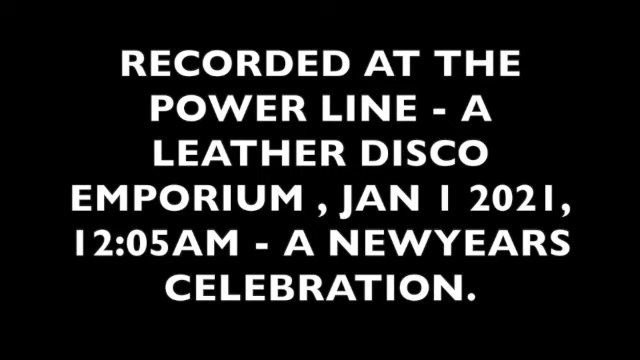 RECORDED AT THE
POWER LINE - A
LEATHER DISCO
EMPORIUM , JAN 1 2021,
12:05AM - A NEWYEARS
CELEBRATION.